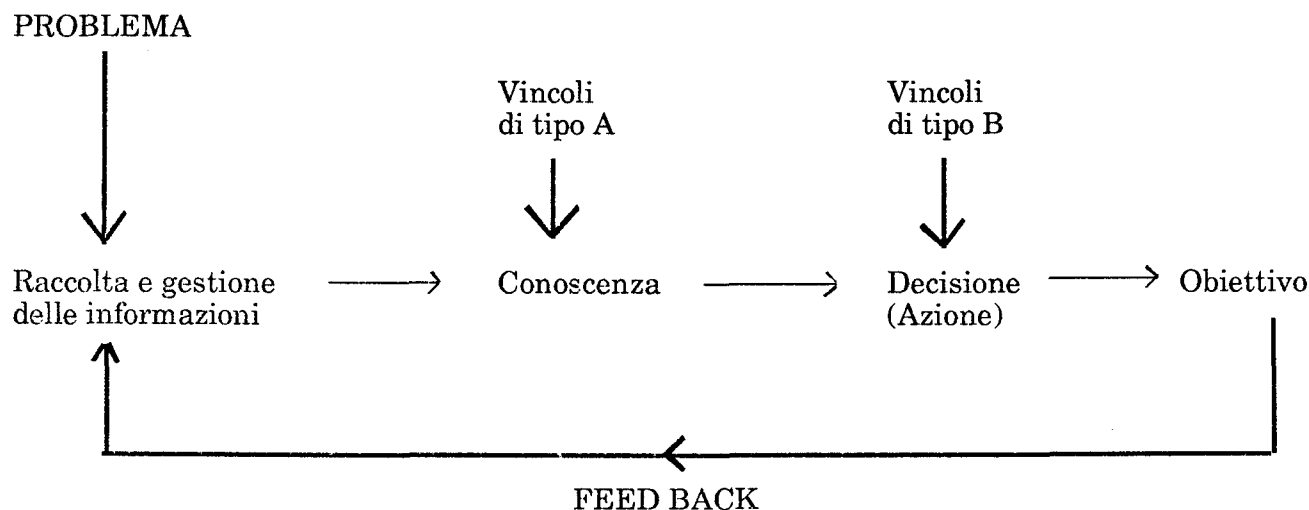 PROBLEMA
Vincoli
di tipo A
Vincoli
di tipo B
Raccolta e gestione
delle informazioni
Conoscenza
Decisione
(Azione)
Obiettivo
FEED BACK